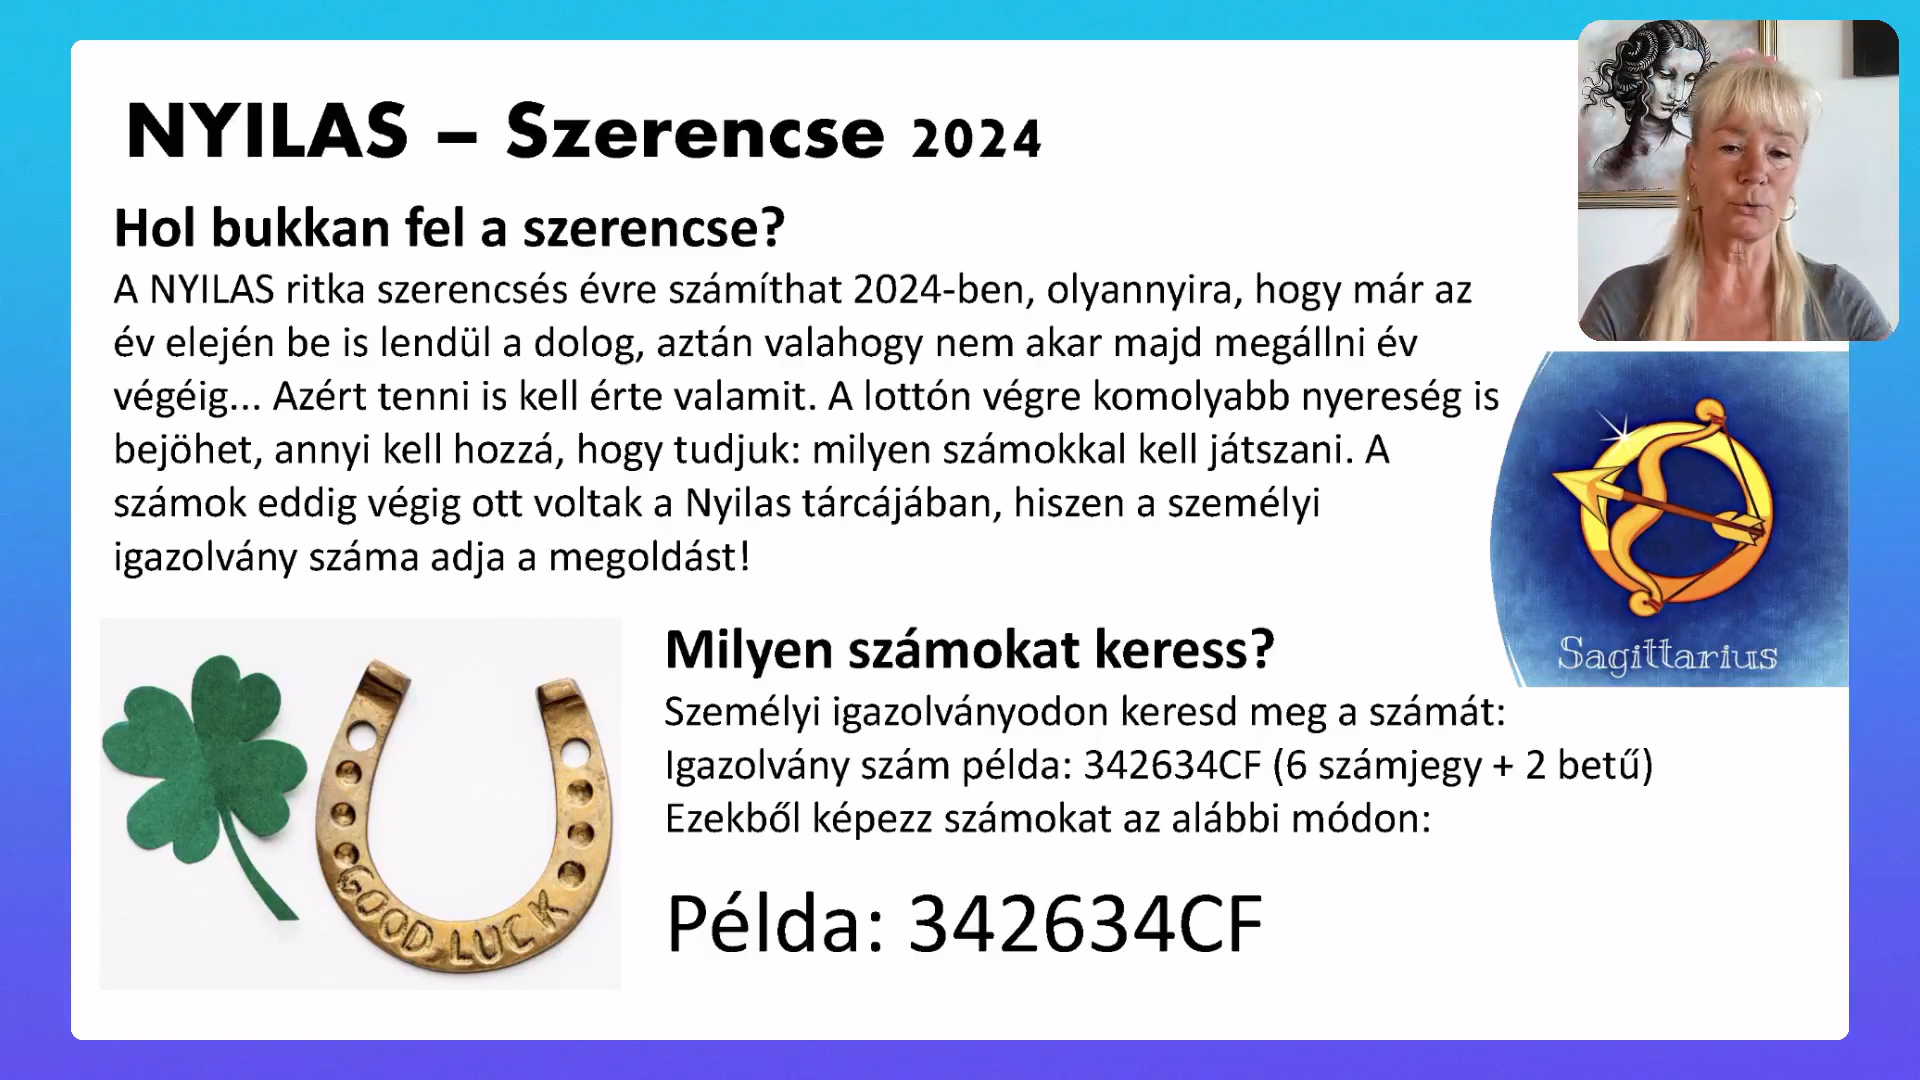 NYILAS – Szerencse 2024
Hol bukkan fel a szerencse?
A NYILAS ritka szerencsés évre számíthat 2024-ben, olyannyira, hogy már az
év elején be is lendül a dolog, aztán valahogy nem akar majd megállni év
végéig... Azért tenni is kell érte valamit. A lottón végre komolyabb nyereség is
bejöhet, annyi kell hozzá, hogy tudjuk: milyen számokkal kell játszani. A
számok eddig végig ott voltak a Nyilas tárcájában, hiszen a személyi
igazolvány száma adja a megoldást!
Sagittarius
GOOD LUCK
Milyen számokat keress?
Személyi igazolványodon keresd meg a számát:
Igazolvány szám példa: 342634CF (6 számjegy + 2 betű)
Ezekből képezz számokat az alábbi módon:
Példa: 342634CF